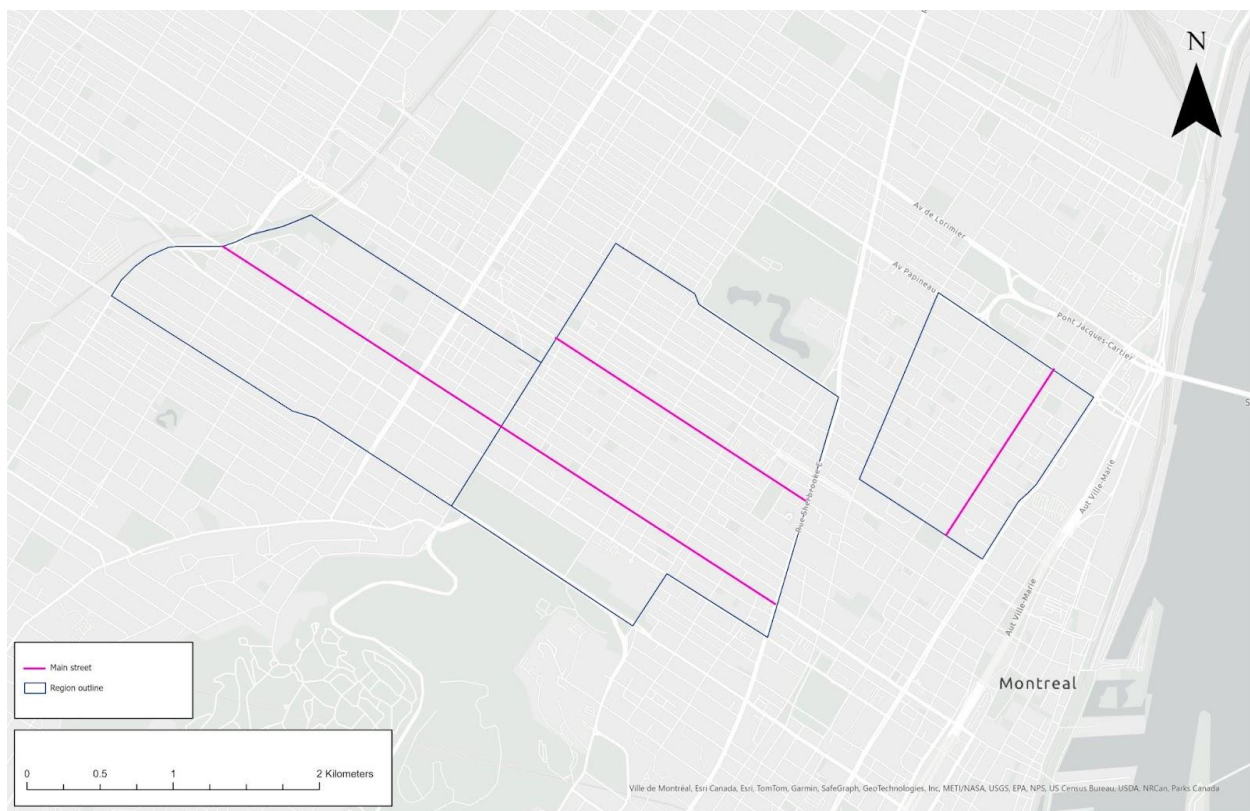 N
Av de Lorimier
Av Papineau
Pont Jacques-Cartier
S
Rue Sherbrooke E
Aut Ville-Marie
Aut Ville-Marie
Montreal
Main street
Region outline
0 0.5 1 2 Kilometers
Ville de Montréal, Esri Canada, Esri, TomTom, Garmin, SafeGraph, GeoTechnologies, Inc, METI/NASA, USGS, EPA, NPS, US Census Bureau, USDA, NRCan, Parks Canada